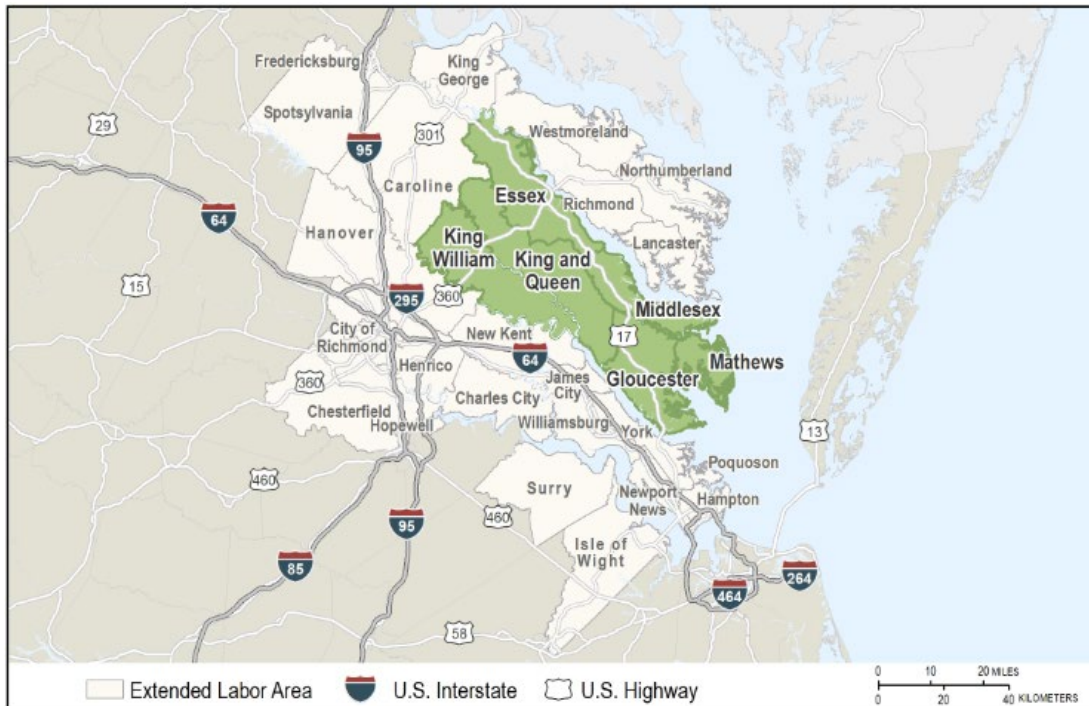 Fredericksburg
King
George
Spotsylvania
29
301
95
Westmoreland
Northumberland
Caroline
Essex
Richmond
64
Hanover
King
William
King and
Queen
Lancaster
15
295
360
Middlesex
City of
Richmond
New Kent
17
64
Mathews
Henrico
James
City
Gloucester
360
Charles City
Chesterfield
Hopewell
Williamsburg
York
13
Poquoson
460
Surry
Newport
News
Hampton
95
460
Isle of
Wight
85
464
264
58
Extended Labor Area
U.S. Interstate
U.S. Highway
0 10 20 MILES
0 20 40 KILOMETERS